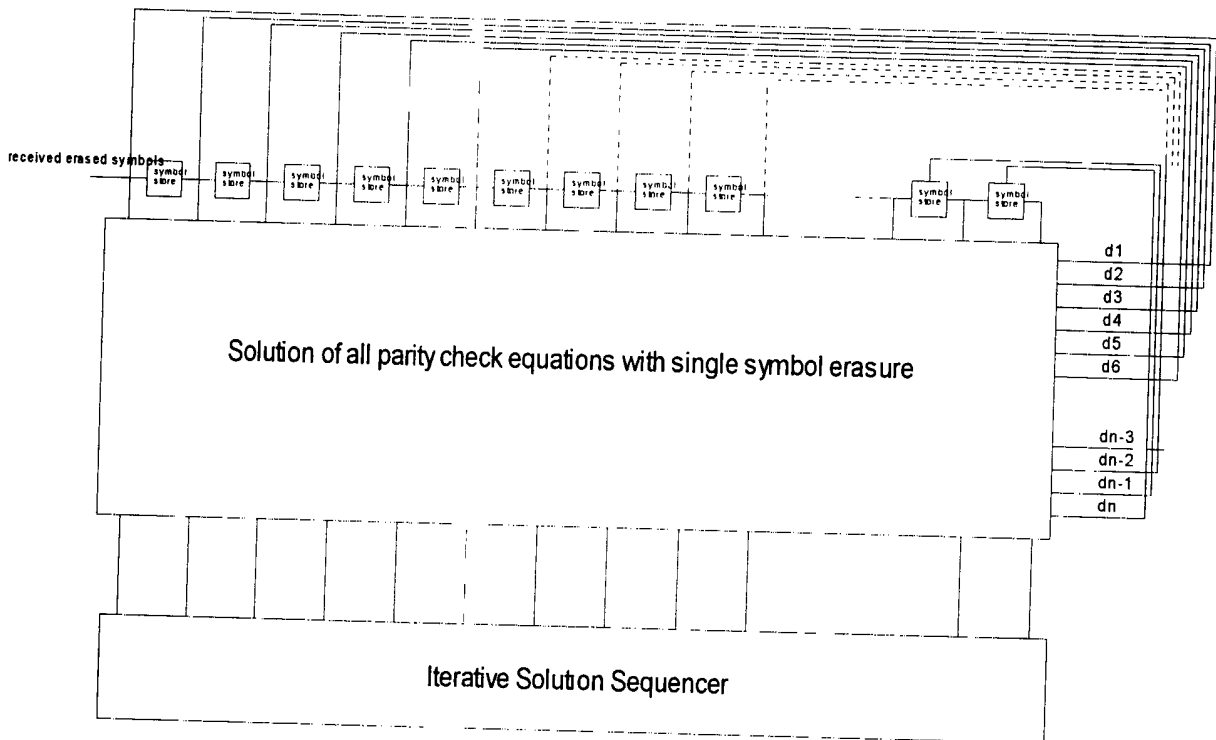 received erased symbols
symbol
store
symbol
store
symbol
store
symbol
store
symbol
store
symbol
store
symbol
store
symbol
store
symbol
store
symbol
store
symbol
store
d1
d2
d3
d4
d5
d6
Solution of all parity check equations with single symbol erasure
dn-3
dn-2
dn-1
dn
Iterative Solution Sequencer